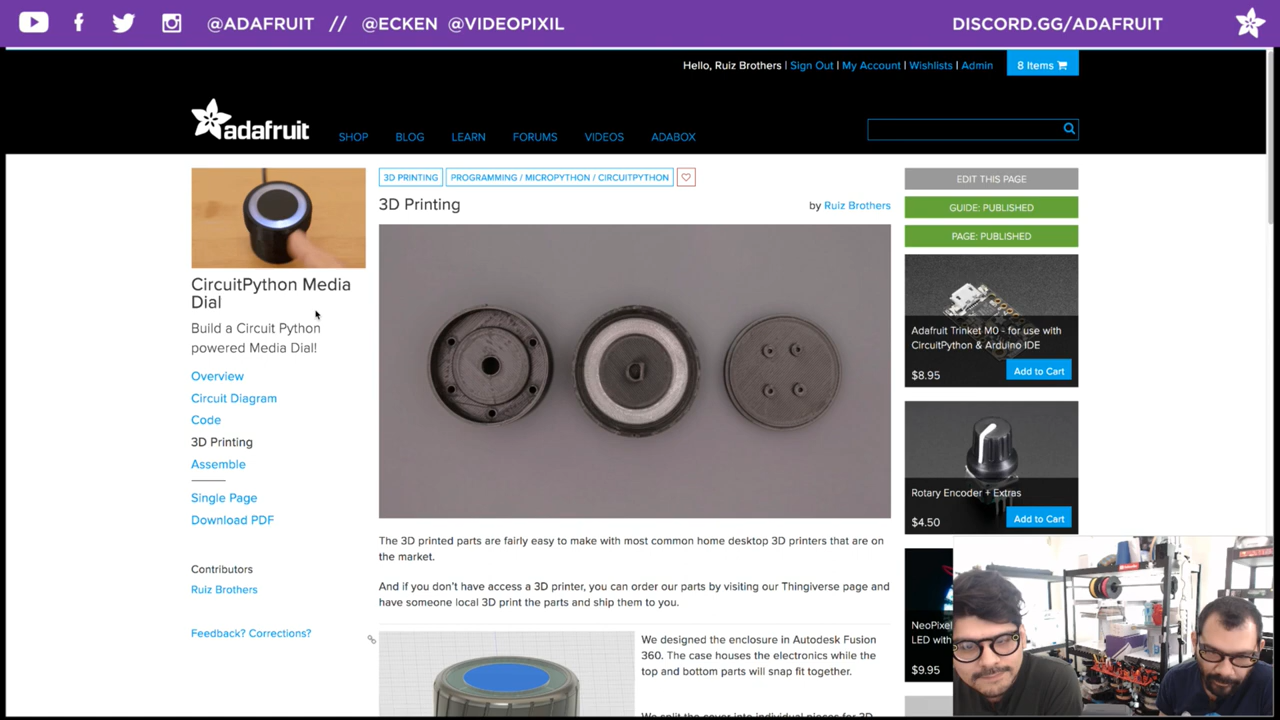 @ADAFRUIT // @ECKEN @VIDEOPIXIL
DISCORD.GG/ADAFRUIT
Hello, Ruiz Brothers | Sign Out | My Account | Wishlists | Admin
8 Items
adafruit
SHOP BLOG LEARN FORUMS VIDEOS ADABOX
CircuitPython Media
Dial
Build a Circuit Python
powered Media Dial!
Overview
Circuit Diagram
Code
3D Printing
Assemble
Single Page
Download PDF
Contributors
Ruiz Brothers
Feedback? Corrections?
3D PRINTING
PROGRAMMING / MICROPYTHON / CIRCUITPYTHON
3D Printing
by Ruiz Brothers
The 3D printed parts are fairly easy to make with most common home desktop 3D printers that are on
the market.
And if you don't have access a 3D printer, you can order our parts by visiting our Thingiverse page and
have someone local 3D print the parts and ship them to you.
We designed the enclosure in Autodesk Fusion
360. The case houses the electronics while the
top and bottom parts will snap fit together.
We split the cover into individual pieces for 3D
EDIT THIS PAGE
GUIDE: PUBLISHED
PAGE: PUBLISHED
Adafruit Trinket M0 - for use with
CircuitPython & Arduino IDE
$8.95
Add to Cart
Rotary Encoder + Extras
$4.50
Add to Cart
NeoPixel
LED with
$9.95